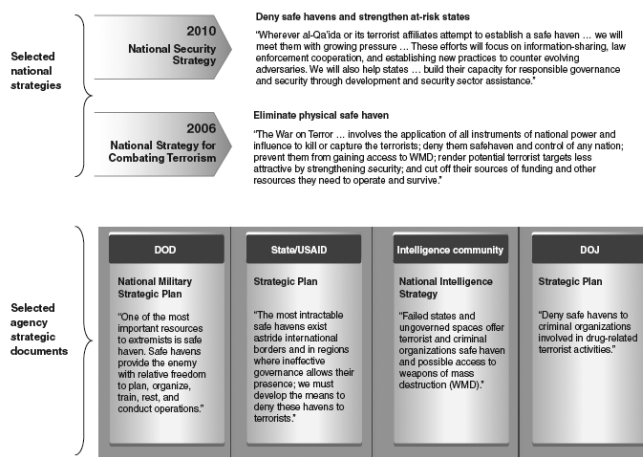 Selected
national
strategies
2010
National Security
Strategy
Deny safe havens and strengthen at-risk states
"Wherever al-Qa'ida or its terrorist affiliates attempt to establish a safe haven ... we will
meet them with growing pressure ... These efforts will focus on information-sharing, law
enforcement cooperation, and establishing new practices to counter evolving
adversaries. We will also help states ... build their capacity for responsible governance
and security through development and security sector assistance."
2006
National Strategy for
Combating Terrorism
Eliminate physical safe haven
"The War on Terror ... involves the application of all instruments of national power and
influence to kill or capture the terrorists; deny them safehaven and control of any nation;
prevent them from gaining access to WMD; render potential terrorist targets less
attractive by strengthening security; and cut off their sources of funding and other
resources they need to operate and survive."
Selected
agency
strategic
documents
DOD
National Military
Strategic Plan
"One of the most
important resources
to extremists is safe
haven. Safe havens
provide the enemy
with relative freedom
to plan, organize,
train, rest, and
conduct operations."
State/USAID
Strategic Plan
"The most intractable
safe havens exist
astride international
borders and in regions
where ineffective
governance allows their
presence; we must
develop the means to
deny these havens to
terrorists."
Intelligence community
National Intelligence
Strategy
"Failed states and
ungoverned spaces offer
terrorist and criminal
organizations safe haven
and possible access to
weapons of mass
destruction (WMD)."
DOJ
Strategic Plan
"Deny safe havens to
criminal organizations
involved in drug-related
terrorist activities."